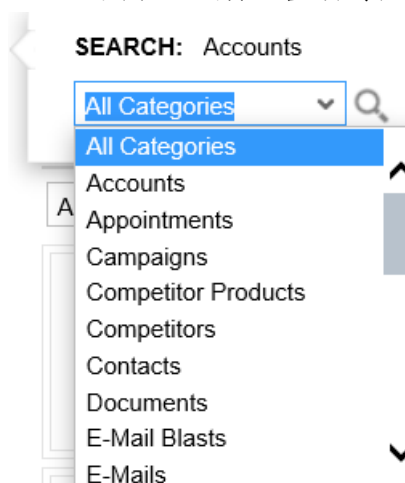 SEARCH: Accounts
All Categories
All Categories
Accounts
A
Appointments
Campaigns
Competitor Products
Competitors
Contacts
Documents
E-Mail Blasts
E-Mails